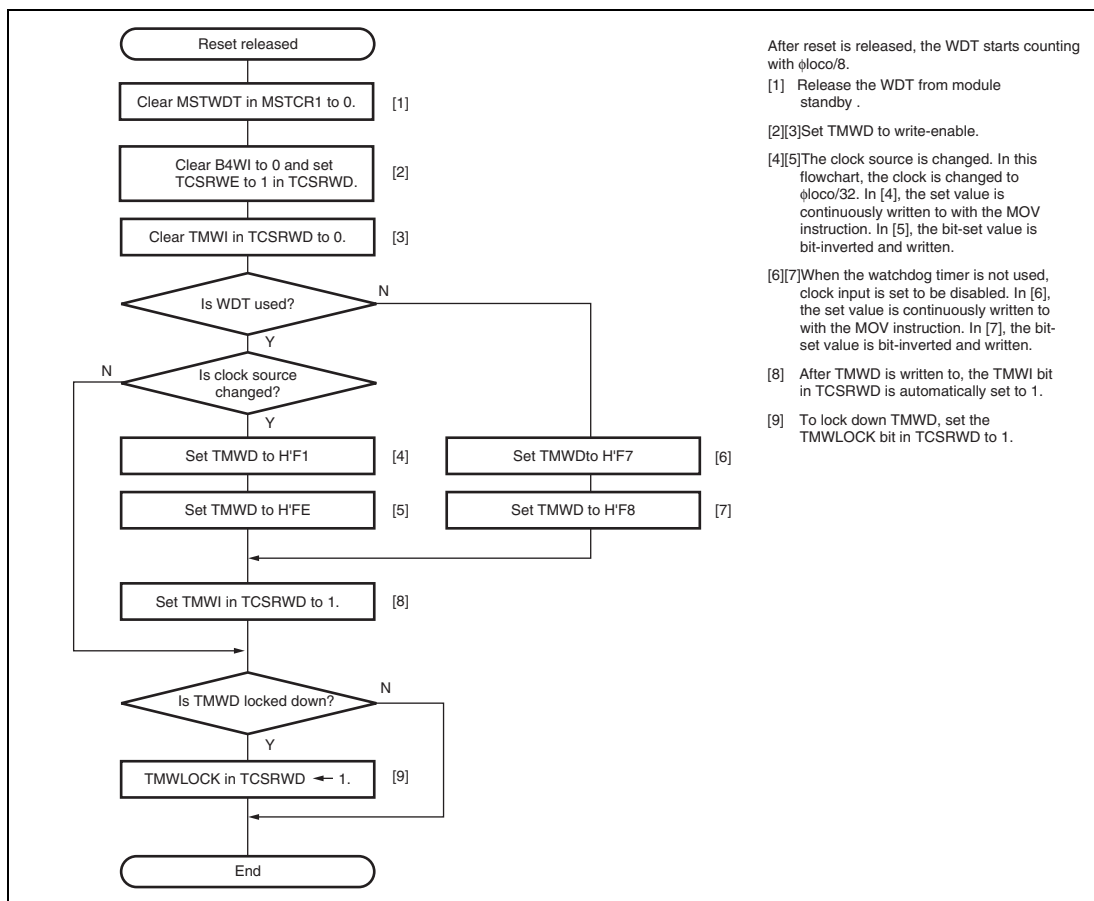 Reset released
Clear MSTWDT in MSTCR1 to 0.
[1]
Clear B4WI to 0 and set
TCSRWE to 1 in TCSRWD.
[2]
Clear TMWI in TCSRWD to 0.
[3]
Is WDT used?
N
Y
N
Is clock source
changed?
Y
Set TMWD to H'F1
[4]
Set TMWDto H'F7
[6]
Set TMWD to H'FE
[5]
Set TMWD to H'F8
[7]
Set TMWI in TCSRWD to 1.
[8]
Is TMWD locked down?
N
Y
TMWLOCK in TCSRWD ← 1.
[9]
End
After reset is released, the WDT starts counting
with ϕloco/8.
[1] Release the WDT from module
standby .
[2][3]Set TMWD to write-enable.
[4][5]The clock source is changed. In this
flowchart, the clock is changed to
ϕloco/32. In [4], the set value is
continuously written to with the MOV
instruction. In [5], the bit-set value is
bit-inverted and written.
[6][7]When the watchdog timer is not used,
clock input is set to be disabled. In [6],
the set value is continuously written to
with the MOV instruction. In [7], the bit-
set value is bit-inverted and written.
[8] After TMWD is written to, the TMWI bit
in TCSRWD is automatically set to 1.
[9] To lock down TMWD, set the
TMWLOCK bit in TCSRWD to 1.